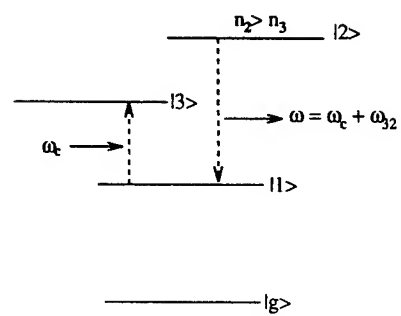 n₂> n₃
|2>
|3>
ω = ω_c + ω₃₂
ω_c
|1>
|g>